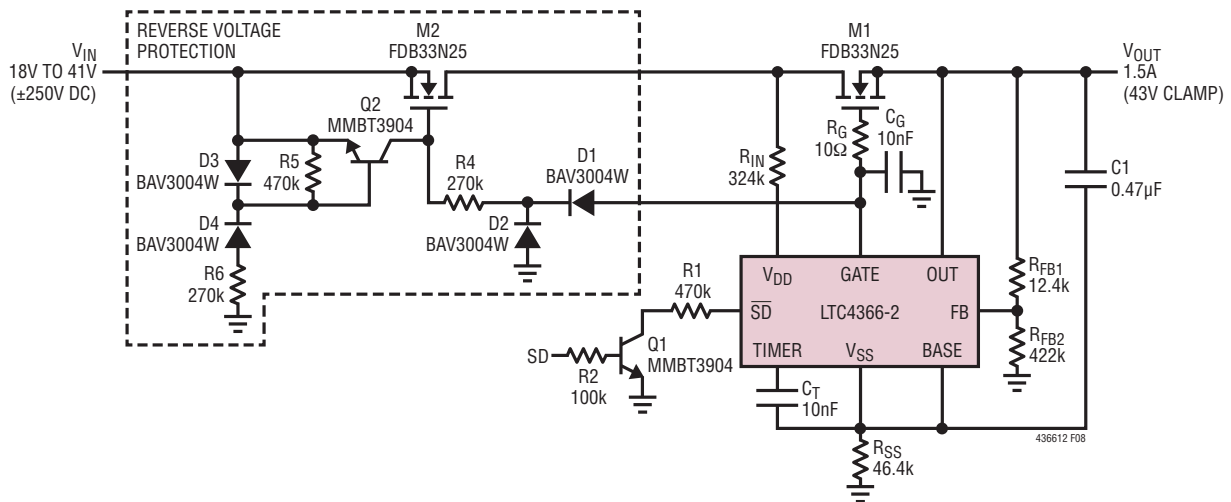 REVERSE VOLTAGE
PROTECTION
VIN
18V TO 41V
(±250V DC)
M2
FDB33N25
M1
FDB33N25
VOUT
1.5A
(43V CLAMP)
Q2
MMBT3904
D3
BAV3004W
R5
470k
R4
270k
D1
BAV3004W
D2
BAV3004W
D4
BAV3004W
R6
270k
RIN
324k
RG
10Ω
CG
10nF
C1
0.47µF
VDD
GATE
OUT
SD
LTC4366-2
FB
TIMER
VSS
BASE
RFB1
12.4k
RFB2
422k
R1
470k
SD
R2
100k
Q1
MMBT3904
CT
10nF
RSS
46.4k
436612 F08